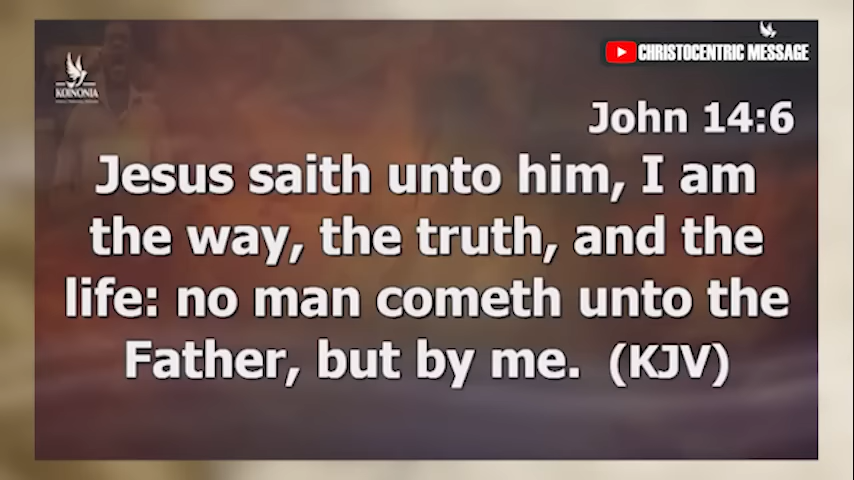 CHRISTOCENTRIC MESSAGE
KOINONIA
John 14:6
Jesus saith unto him, I am
the way, the truth, and the
life: no man cometh unto the
Father, but by me. (KJV)